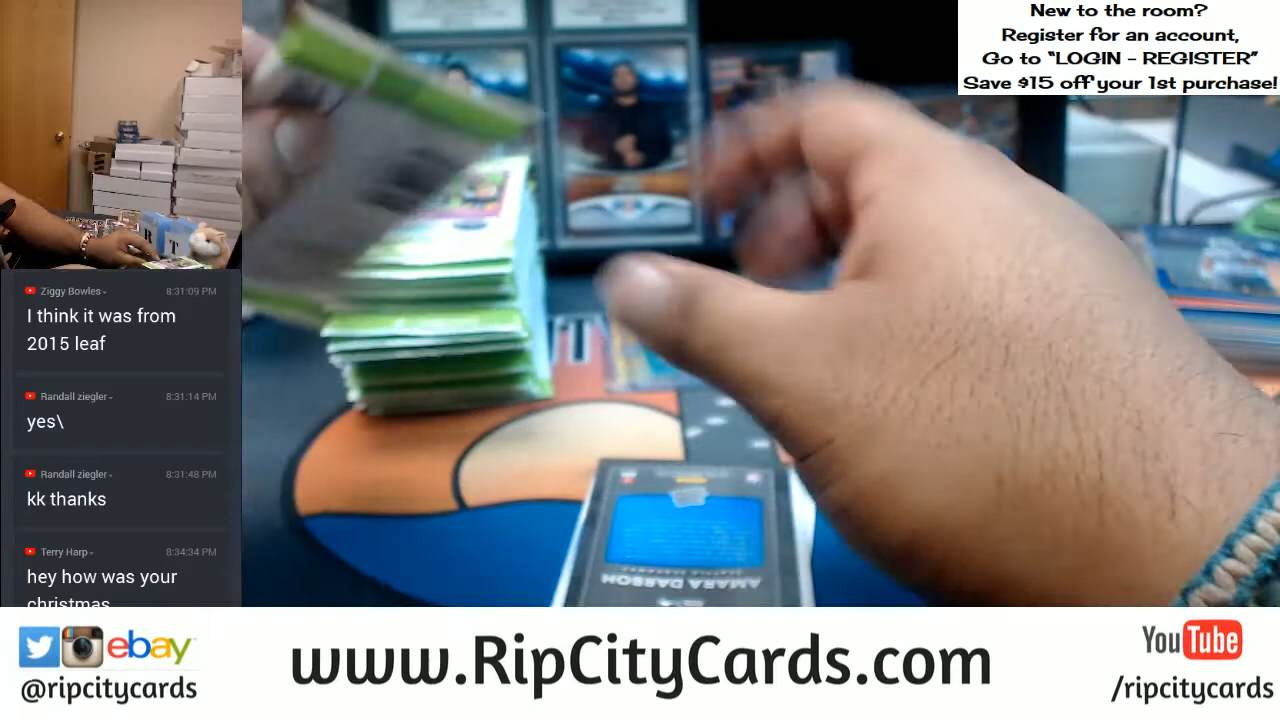 New to the room?
Register for an account,
Go to “LOGIN - REGISTER”
Save $15 off your 1st purchase!
Ziggy Bowles
8:31:09 PM
I think it was from
2015 leaf
Randall ziegler
8:31:14 PM
yes\
Randall ziegler
8:31:48 PM
kk thanks
Terry Harp
8:34:34 PM
hey how was your
christmas
R
T
AMARA DARBOH
ebay
@ripcitycards
www.RipCityCards.com
YouTube
/ripcitycards